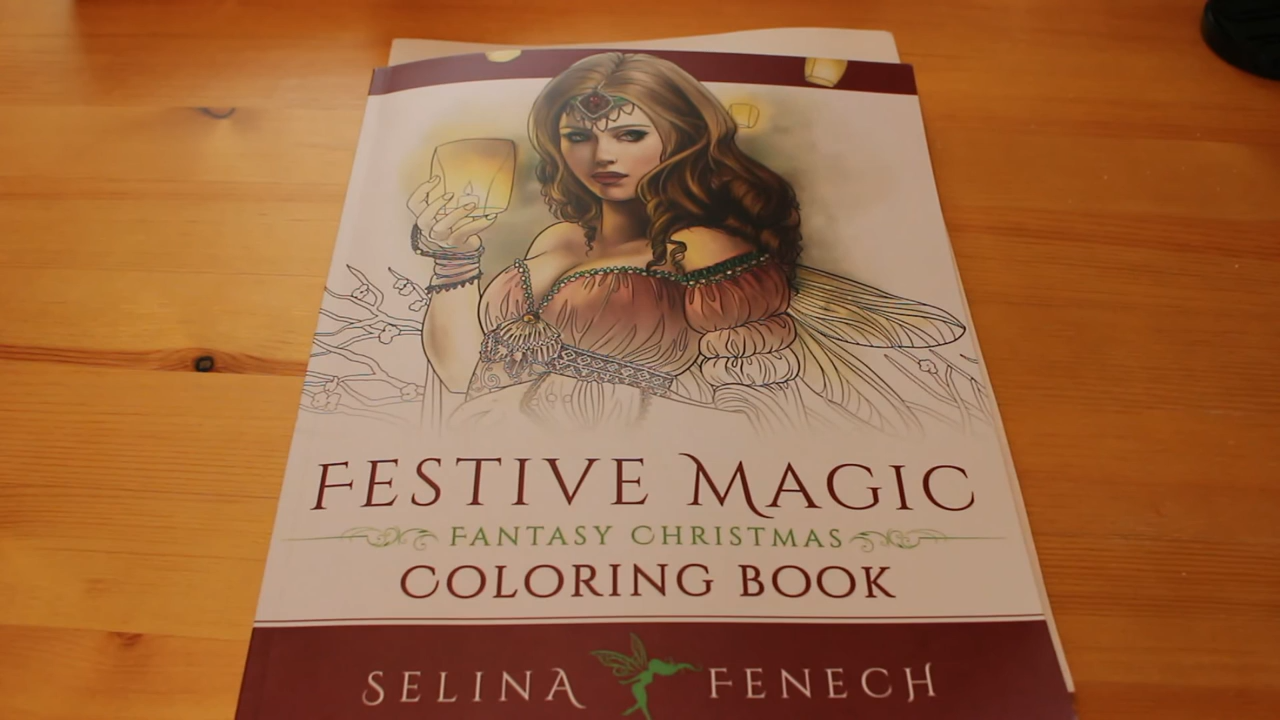 FESTIVE MAGIC
FANTASY CHRISTMAS
COLORING BOOK
SELINA FENECH